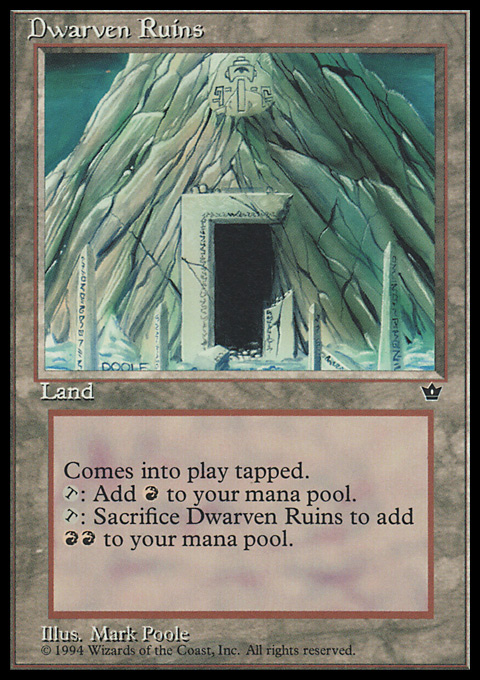 Dwarven Ruins
POOLE
Land
Comes into play tapped.
: Add to your mana pool.
: Sacrifice Dwarven Ruins to add
to your mana pool.
Illus. Mark Poole
© 1994 Wizards of the Coast, Inc. All rights reserved.